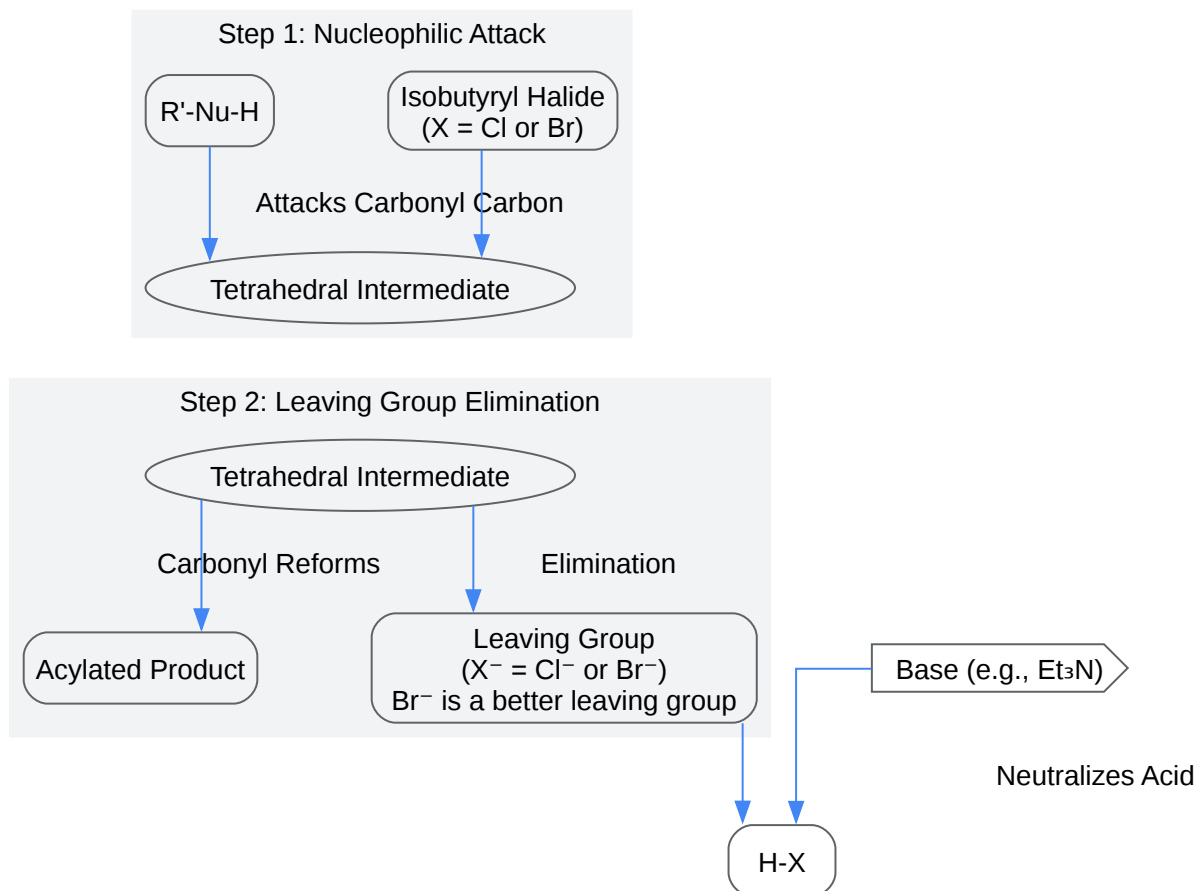 Step 1: Nucleophilic Attack
R'-Nu-H
Isobutyryl Halide
(X = Cl or Br)
Attacks Carbonyl Carbon
Tetrahedral Intermediate
Step 2: Leaving Group Elimination
Tetrahedral Intermediate
Carbonyl Reforms
Elimination
Acylated Product
Leaving Group
(X⁻ = Cl⁻ or Br⁻)
Br⁻ is a better leaving group
Base (e.g., Et₃N)
Neutralizes Acid
H-X